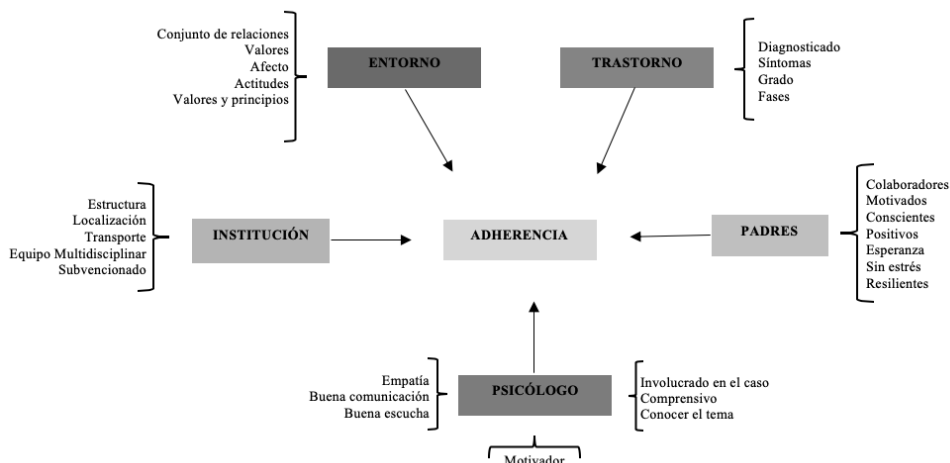 Conjunto de relaciones
Valores
Afecto
Actitudes
Valores y principios
ENTORNO
TRASTORNO
Diagnosticado
Síntomas
Grado
Fases
Estructura
Localización
Transporte
Equipo Multidisciplinar
Subvencionado
INSTITUCIÓN
ADHERENCIA
PADRES
Colaboradores
Motivados
Conscientes
Positivos
Esperanza
Sin estrés
Resilientes
Empatía
Buena comunicación
Buena escucha
PSICÓLOGO
Involucrado en el caso
Comprensivo
Conocer el tema
Motivador